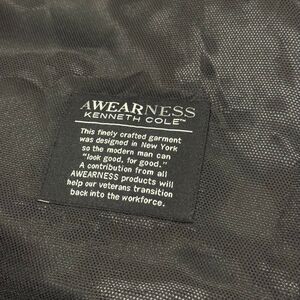 AWEARNESS
KENNETH COLE™
This finely crafted garment
was designed in New York
so the modern man can
"look good, for good."
A contribution from all
AWEARNESS products will
help our veterans transition
back into the workforce.